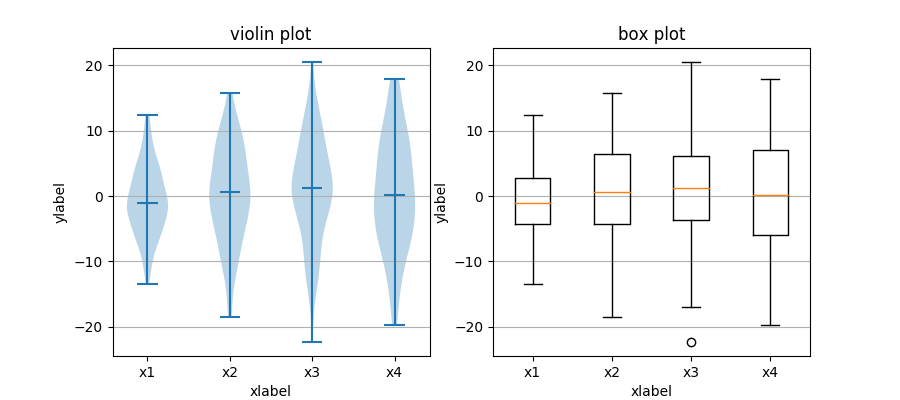 violin plot
20
10
0
−10
−20
ylabel
x1 x2 x3 x4
xlabel
box plot
20
10
0
−10
−20
ylabel
x1 x2 x3 x4
xlabel